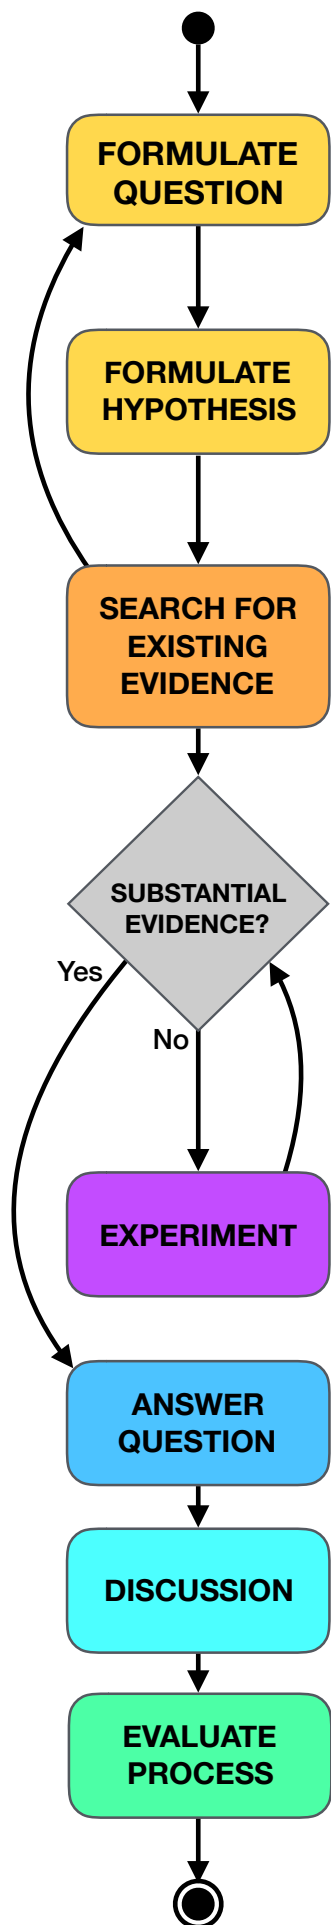 FORMULATE
QUESTION
FORMULATE
HYPOTHESIS
SEARCH FOR
EXISTING
EVIDENCE
SUBSTANTIAL
EVIDENCE?
Yes
No
EXPERIMENT
ANSWER
QUESTION
DISCUSSION
EVALUATE
PROCESS